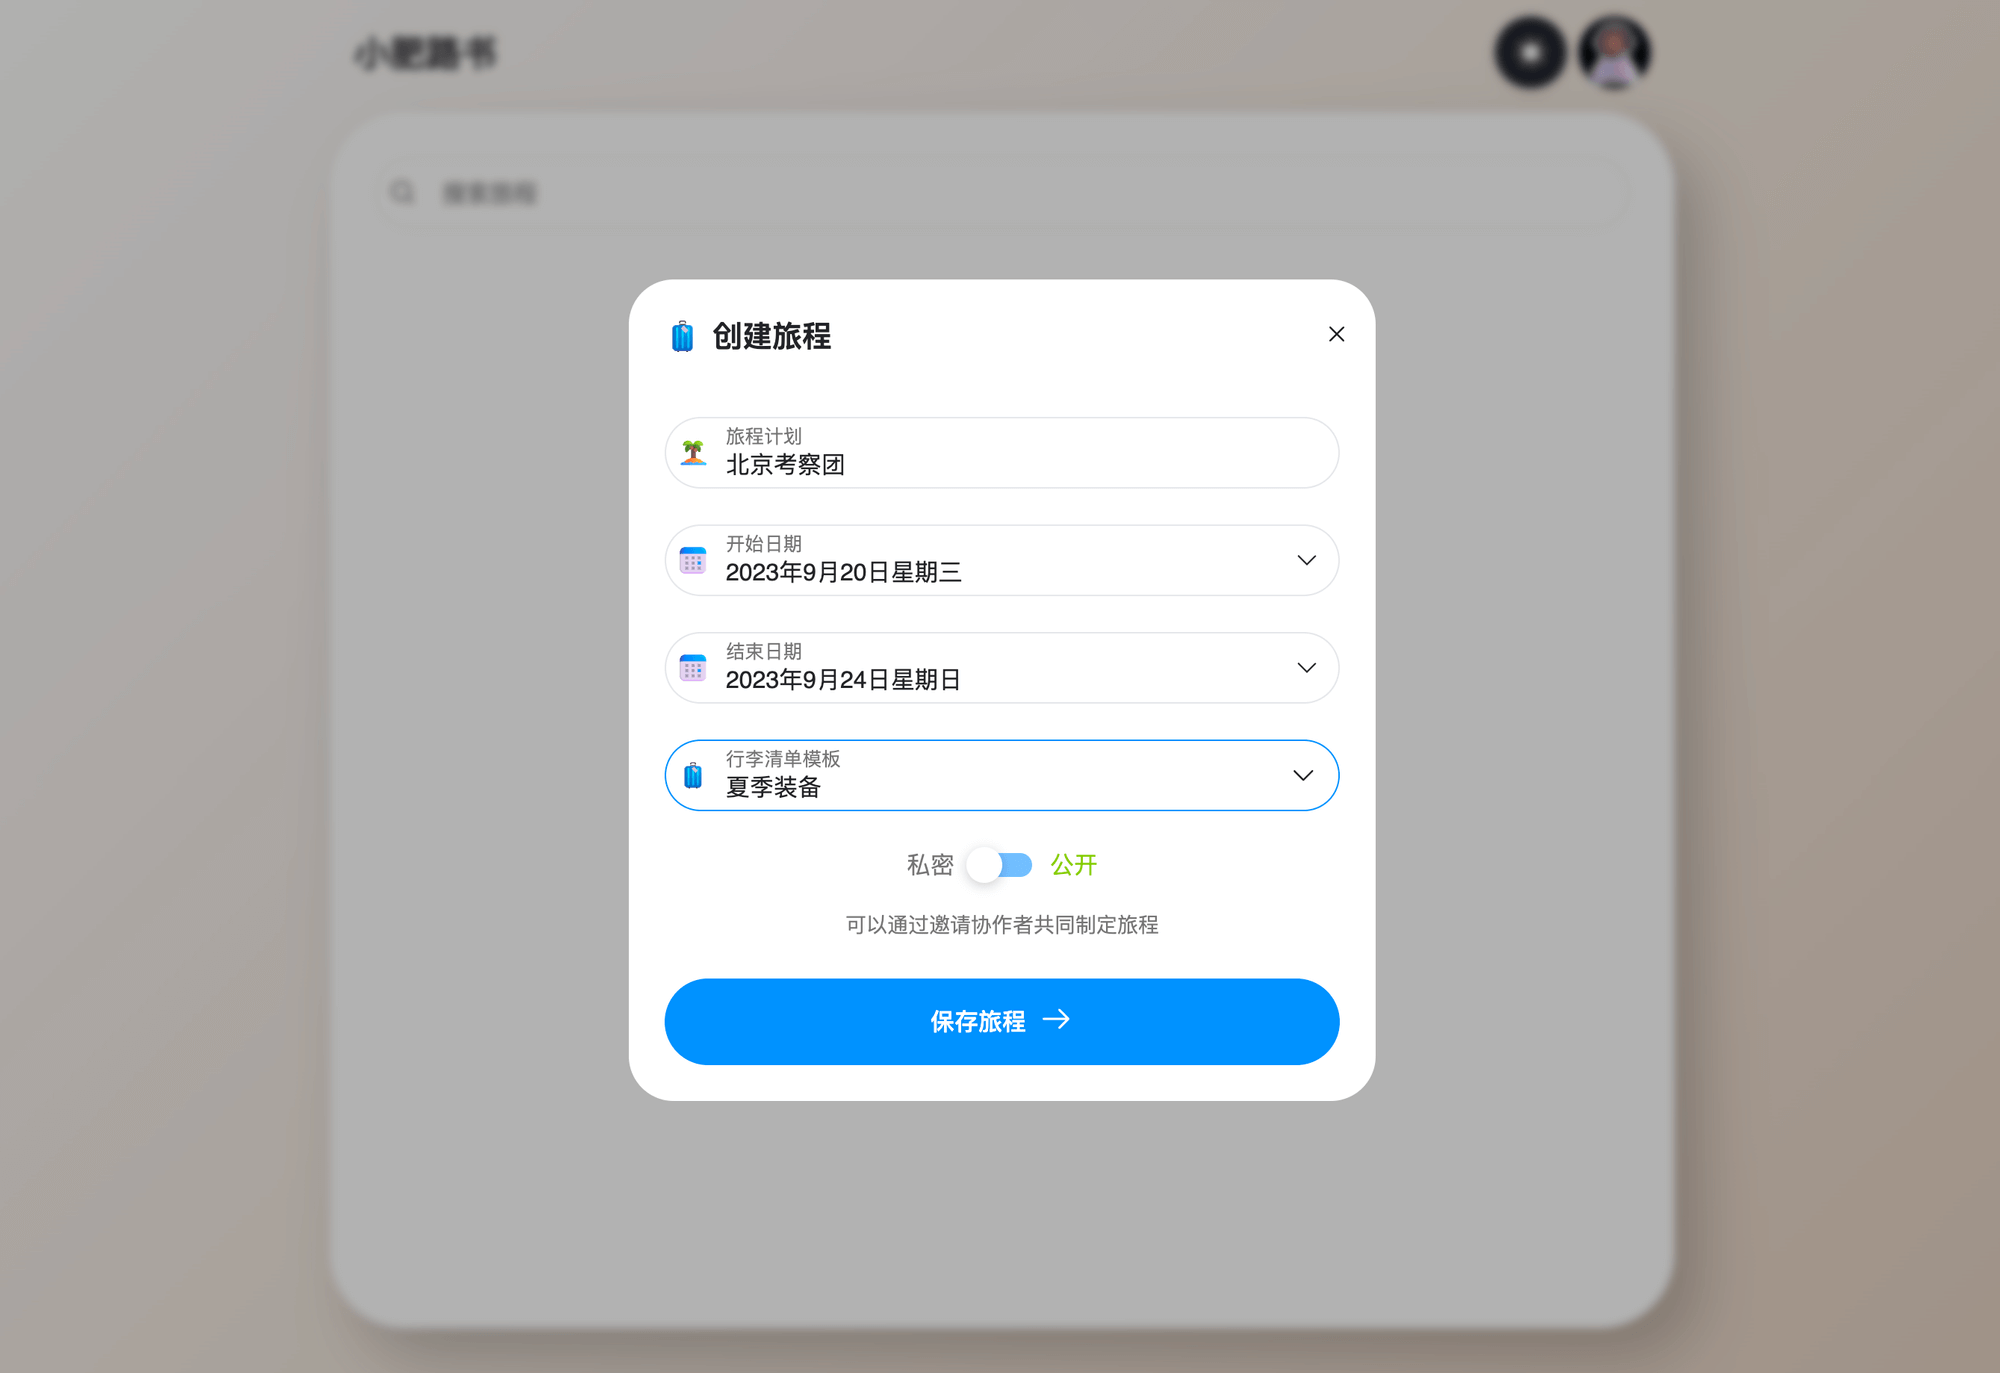 小肥路书
搜索旅程
创建旅程
旅程计划
北京考察团
开始日期
2023年9月20日星期三
结束日期
2023年9月24日星期日
行李清单模板
夏季装备
私密 公开
可以通过邀请协作者共同制定旅程
保存旅程